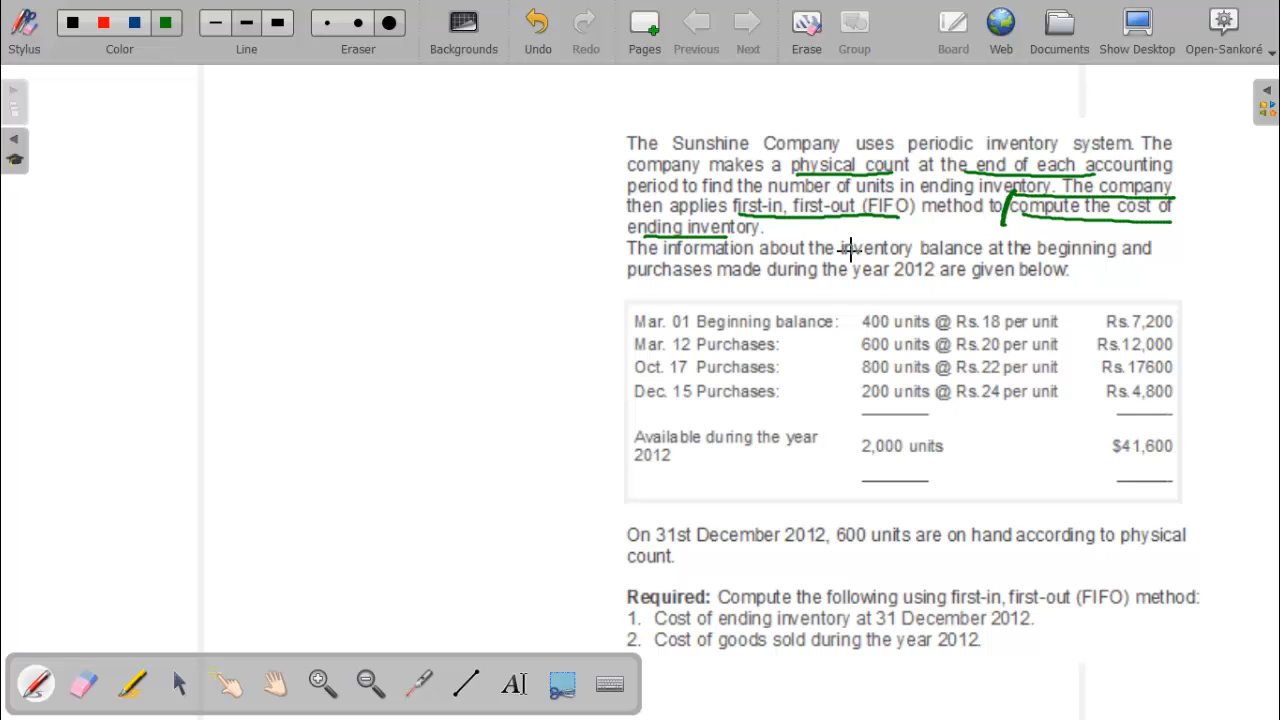 Stylus Color Line Eraser Backgrounds Undo Redo Pages Previous Next Erase Group Board Web Documents Show Desktop Open-Sankoré
The Sunshine Company uses periodic inventory system. The
company makes a physical count at the end of each accounting
period to find the number of units in ending inventory. The company
then applies first-in, first-out (FIFO) method to compute the cost of
ending inventory.
The information about the inventory balance at the beginning and
purchases made during the year 2012 are given below:
Mar. 01 Beginning balance: 400 units @ Rs.18 per unit Rs.7,200
Mar. 12 Purchases: 600 units @ Rs.20 per unit Rs.12,000
Oct. 17 Purchases: 800 units @ Rs.22 per unit Rs.17600
Dec. 15 Purchases: 200 units @ Rs.24 per unit Rs.4,800
Available during the year
2012 2,000 units $41,600
On 31st December 2012, 600 units are on hand according to physical
count.
Required: Compute the following using first-in, first-out (FIFO) method:
1. Cost of ending inventory at 31 December 2012.
2. Cost of goods sold during the year 2012.
AI